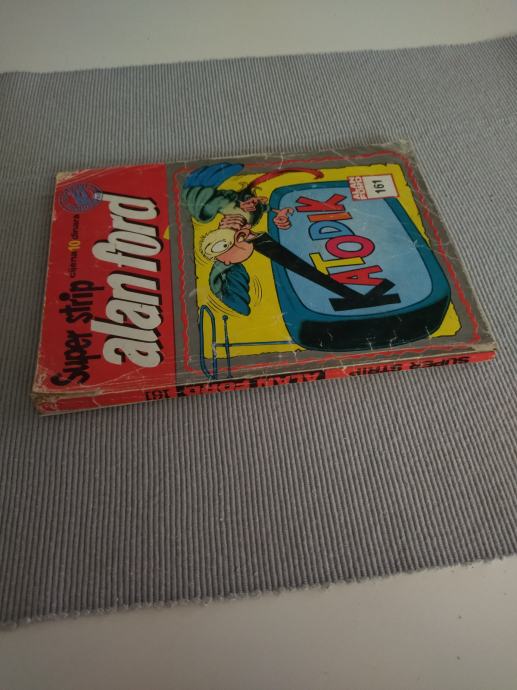 Super strip
cijena 10 dinara
alan ford
ALAN
FORD
161
KATODIK
SUPER STRIP ALAN FORD 161